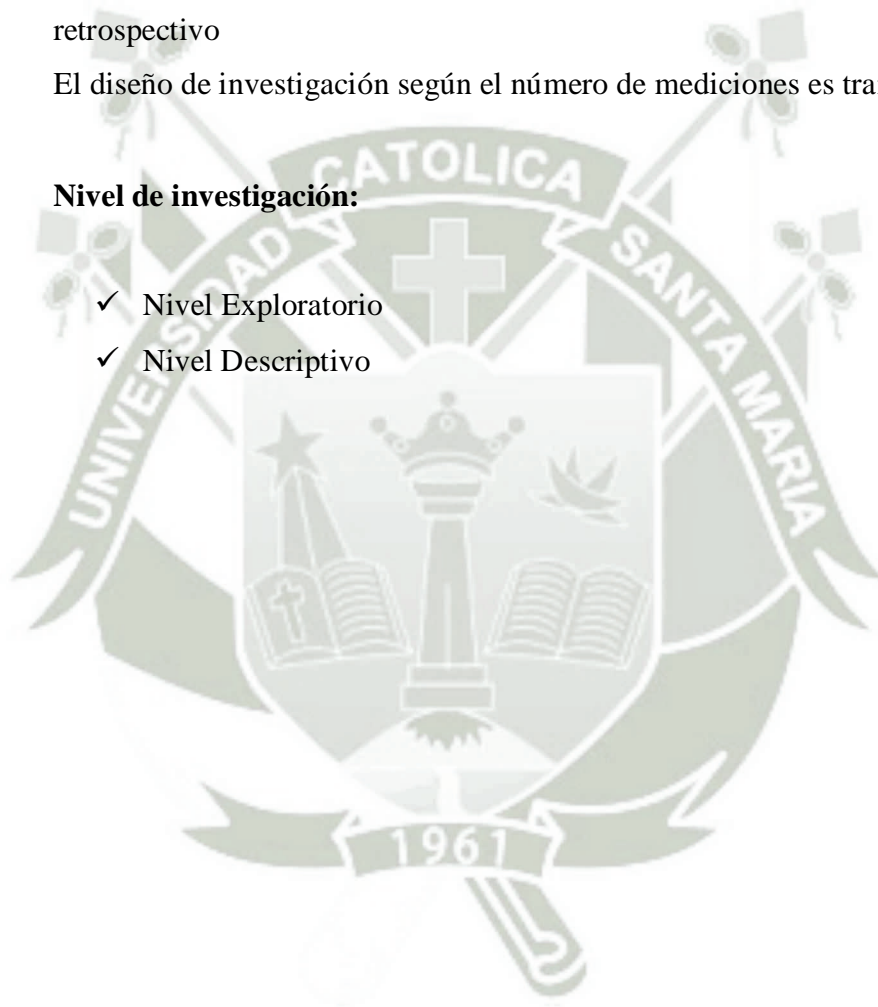 retrospectivo
El diseño de investigación según el número de mediciones es
Nivel de investigación:
✓ Nivel Exploratorio
✓ Nivel Descriptivo
UNIVERSIDAD CATOLICA SANTA MARIA
1961